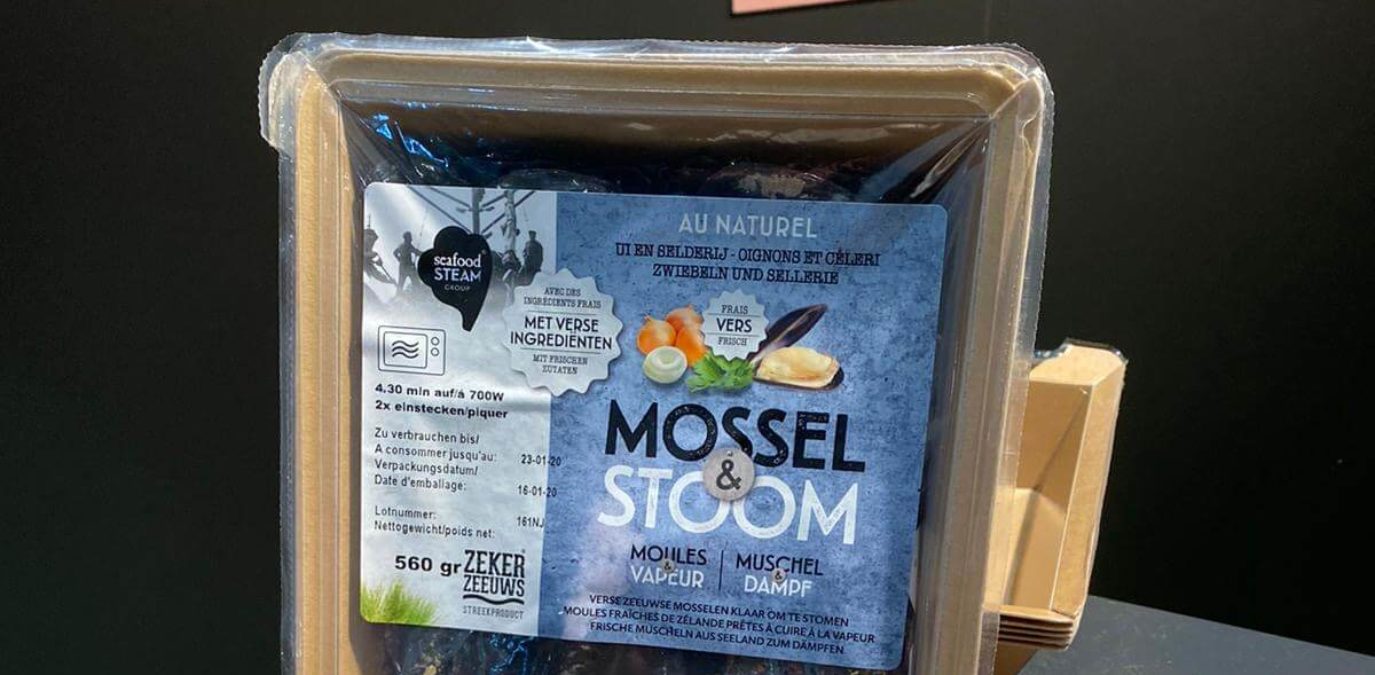 AU NATUREL
UI EN SELDERIJ - OIGNONS ET CÉLERI
ZWIEBELN UND SELLERIE
seafood
STEAM
GROUP
AVEC DES
INGRÉDIENTS FRAIS
MET VERSE
INGREDIËNTEN
MIT FRISCHEN
ZUTATEN
FRAIS
VERS
FRISCH
4.30 min auf/à 700W
2x einstecken/piquer
Zu verbrauchen bis/
A consommer jusqu'au: 23-01-20
Verpackungsdatum/
Date d'emballage: 16-01-20
Lotnummer: 161NJ
Nettogewicht/poids net:
560 gr
ZEKER
ZEEUWS
STREEKPRODUCT
MOSSEL
&
STOOM
MOULES
&
VAPEUR
MUSCHEL
&
DAMPF
VERSE ZEEUWSE MOSSELEN KLAAR OM TE STOMEN
MOULES FRAÎCHES DE ZÉLANDE PRÊTES À CUIRE À LA VAPEUR
FRISCHE MUSCHELN AUS SEELAND ZUM DÄMPFEN.